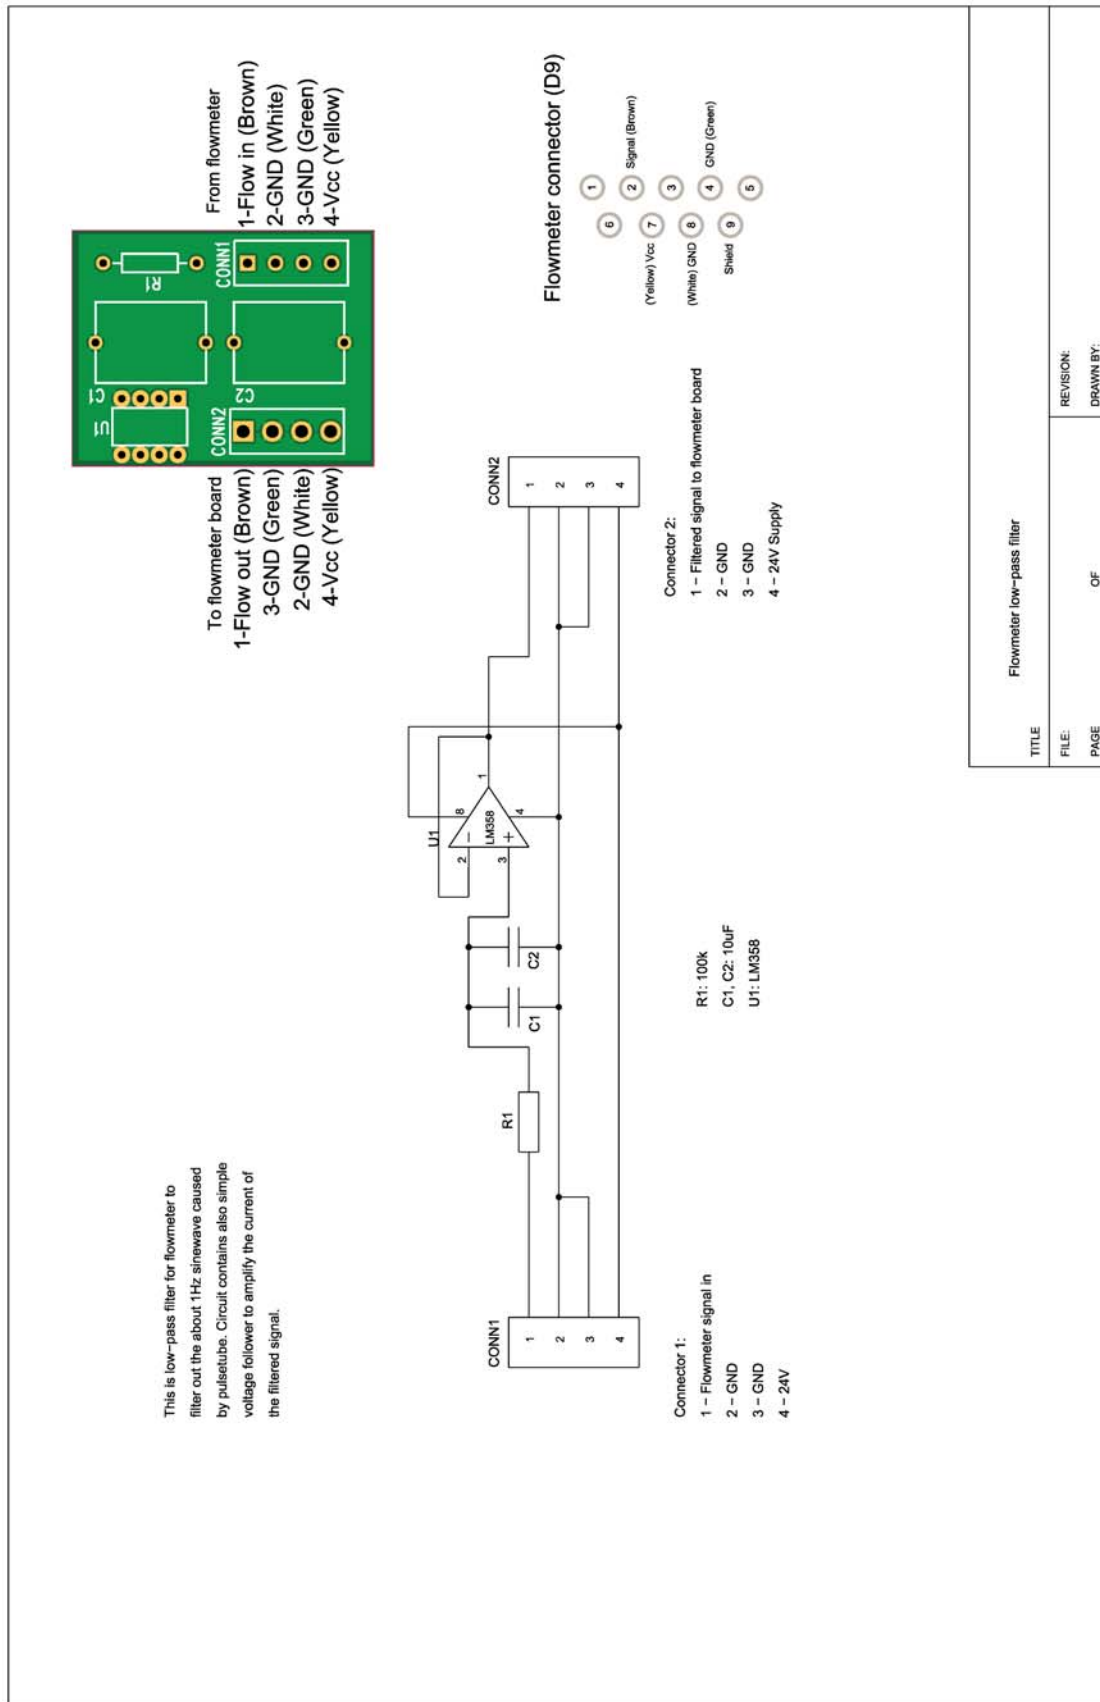 This is low−pass filter for flowmeter to
filter out the about 1Hz sinewave caused
by pulsetube. Circuit contains also simple
voltage follower to amplify the current of
the filtered signal.
To flowmeter board
1-Flow out (Brown)
3-GND (Green)
2-GND (White)
4-Vcc (Yellow)
U1
C1
R1
CONN2
C2
CONN1
From flowmeter
1-Flow in (Brown)
2-GND (White)
3-GND (Green)
4-Vcc (Yellow)
CONN1
1
2
3
4
R1
C1
C2
U1
2
3
8
4
1
−
+
LM358
CONN2
1
2
3
4
Flowmeter connector (D9)
6
7
8
9
1
2
3
4
5
(Yellow) Vcc
(White) GND
Shield
Signal (Brown)
GND (Green)
Connector 1:
1 − Flowmeter signal in
2 − GND
3 − GND
4 − 24V
R1: 100k
C1, C2: 10uF
U1: LM358
Connector 2:
1 − Filtered signal to flowmeter board
2 − GND
3 − GND
4 − 24V Supply
TITLE
Flowmeter low−pass filter
FILE:
REVISION:
PAGE
OF
DRAWN BY: